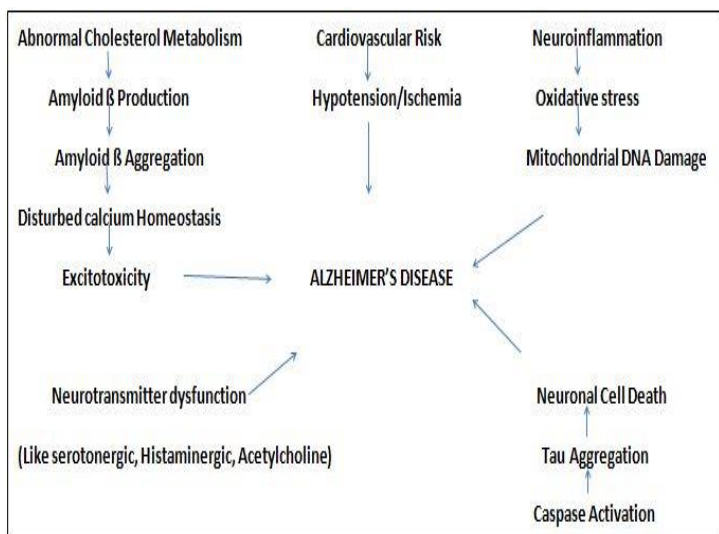 Abnormal Cholesterol Metabolism
Amyloid ß Production
Amyloid ß Aggregation
Disturbed calcium Homeostasis
Excitotoxicity
Cardiovascular Risk
Hypotension/Ischemia
Neuroinflammation
Oxidative stress
Mitochondrial DNA Damage
ALZHEIMER'S DISEASE
Neurotransmitter dysfunction
(Like serotonergic, Histaminergic, Acetylcholine)
Neuronal Cell Death
Tau Aggregation
Caspase Activation